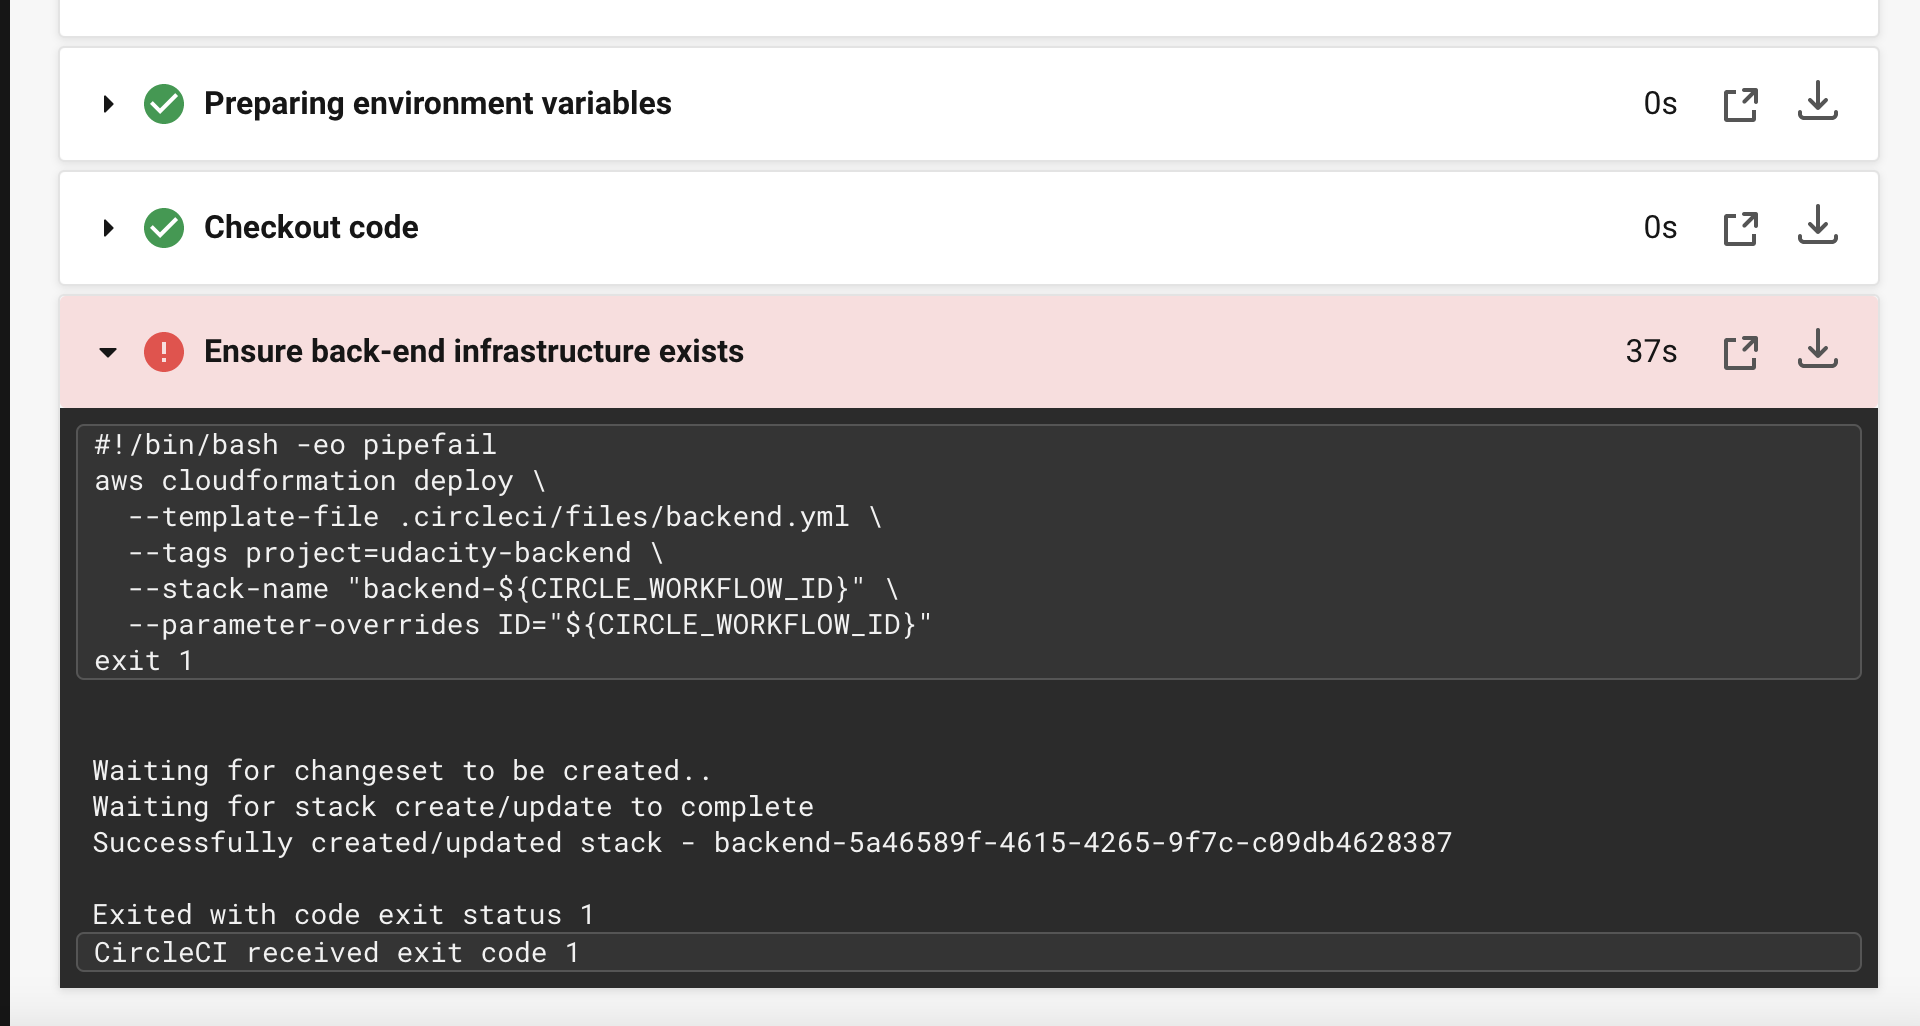 Preparing environment variables 0s
Checkout code 0s
Ensure back-end infrastructure exists 37s
#!/bin/bash -eo pipefail
aws cloudformation deploy \
  --template-file .circleci/files/backend.yml \
  --tags project=udacity-backend \
  --stack-name "backend-${CIRCLE_WORKFLOW_ID}" \
  --parameter-overrides ID="${CIRCLE_WORKFLOW_ID}"
exit 1
Waiting for changeset to be created..
Waiting for stack create/update to complete
Successfully created/updated stack - backend-5a46589f-4615-4265-9f7c-c09db4628387
Exited with code exit status 1
CircleCI received exit code 1